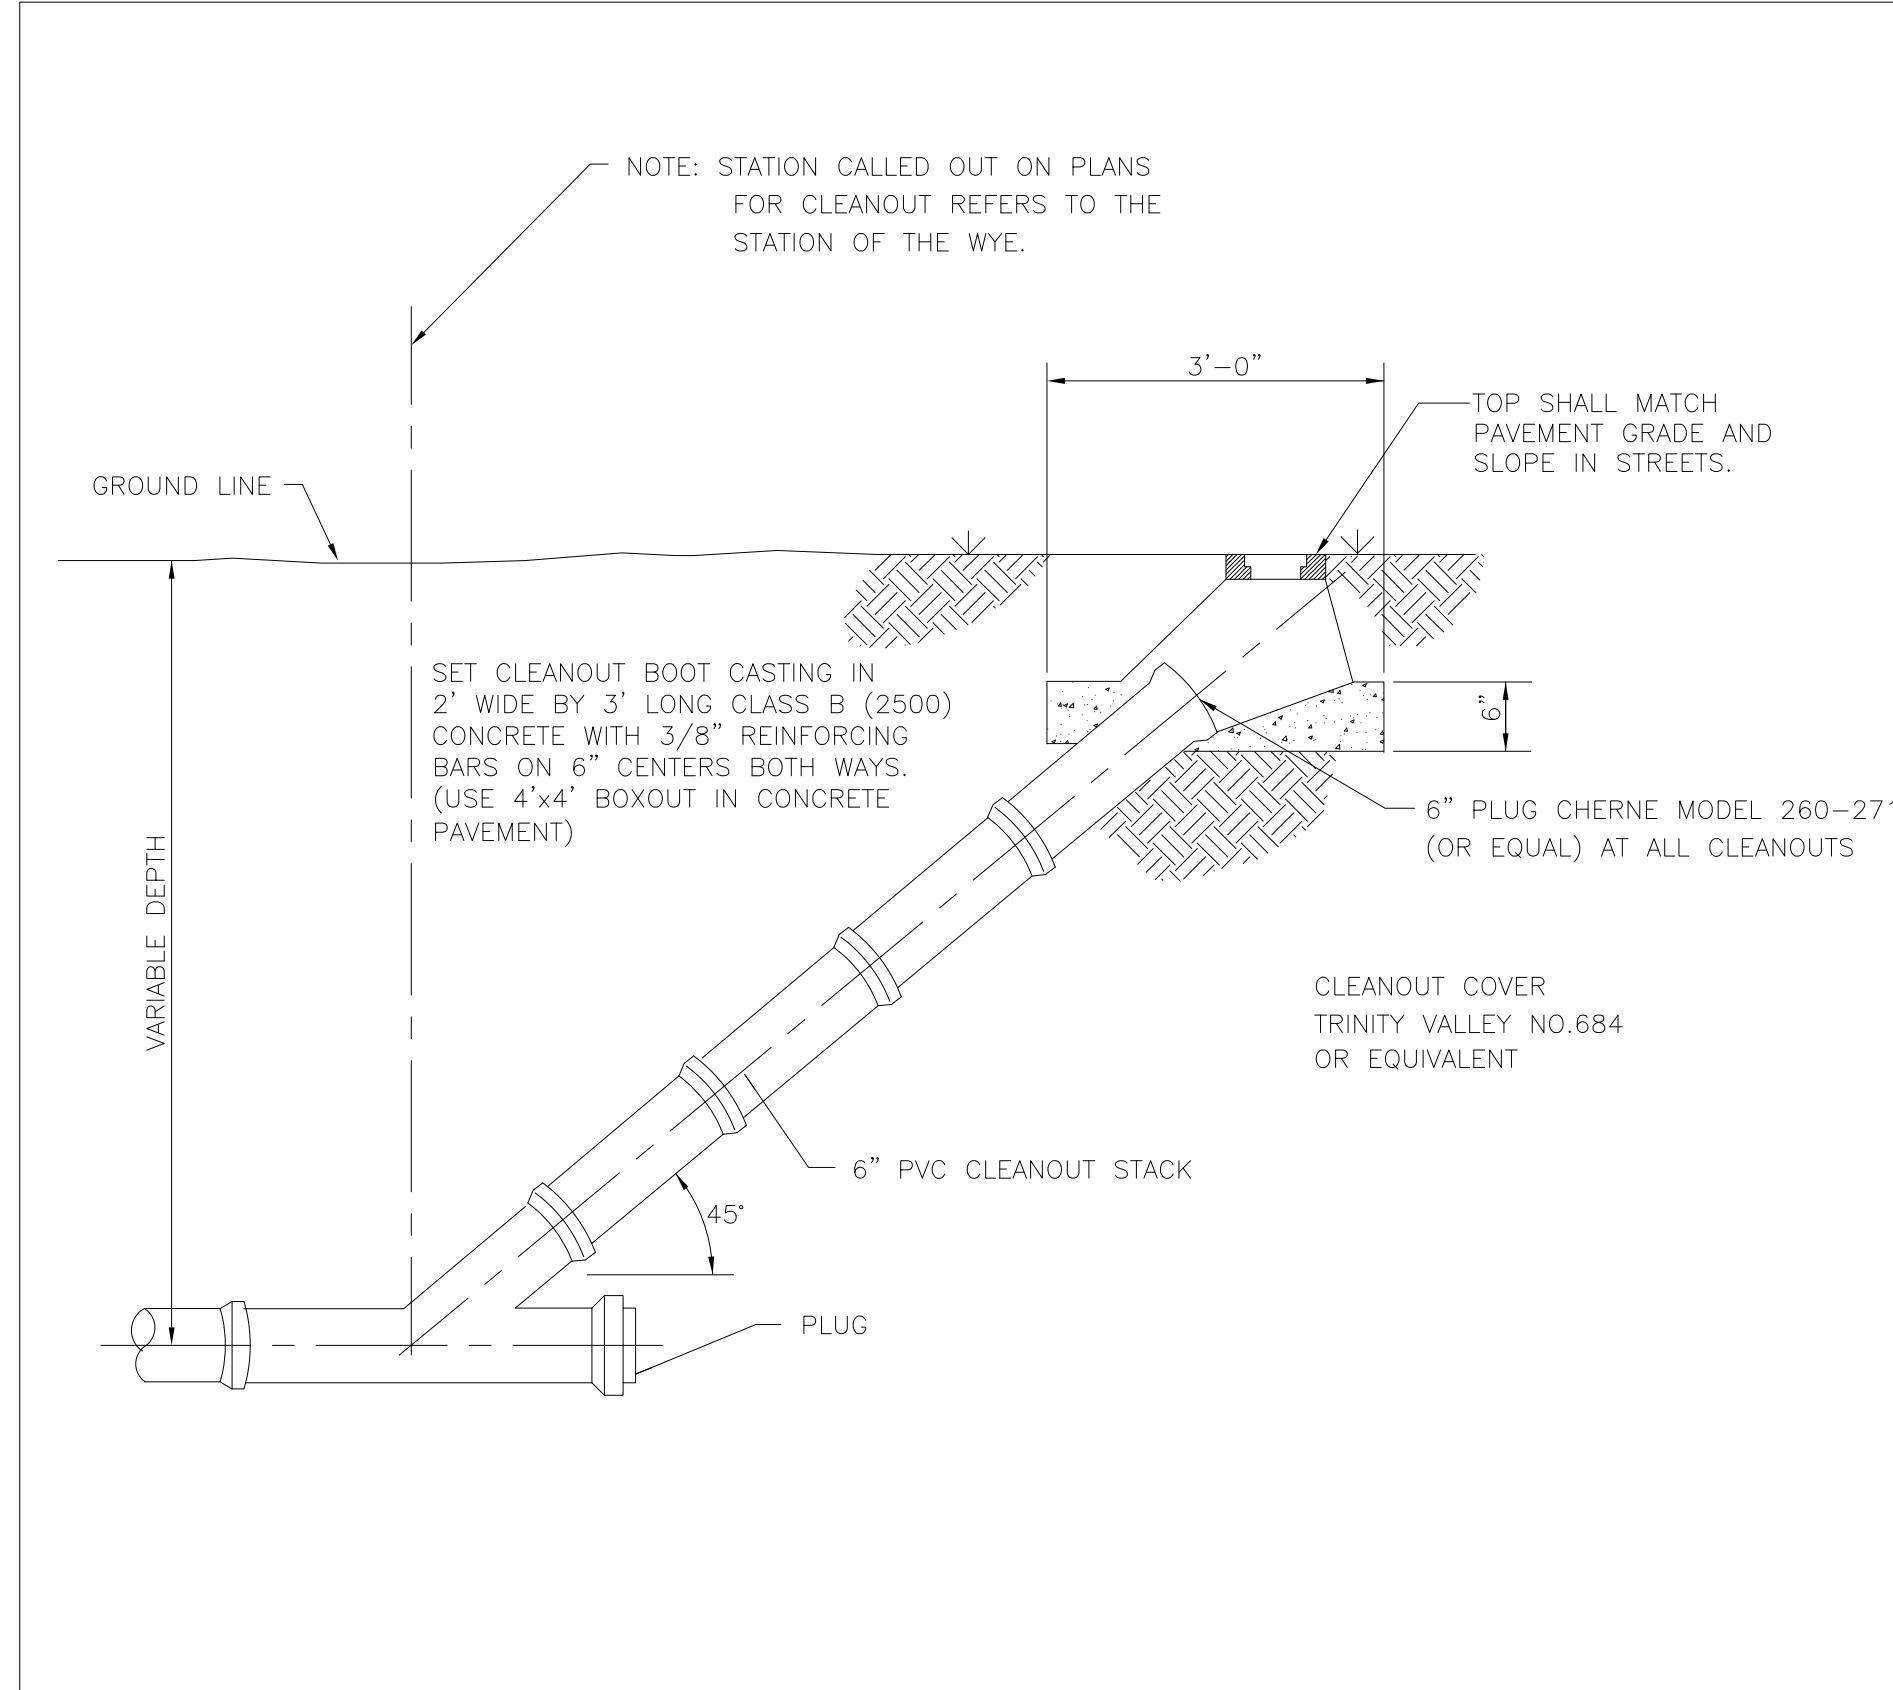 NOTE: STATION CALLED OUT ON PLANS
FOR CLEANOUT REFERS TO THE
STATION OF THE WYE.
3'-0"
TOP SHALL MATCH
PAVEMENT GRADE AND
SLOPE IN STREETS.
GROUND LINE
SET CLEANOUT BOOT CASTING IN
2' WIDE BY 3' LONG CLASS B (2500)
CONCRETE WITH 3/8" REINFORCING
BARS ON 6" CENTERS BOTH WAYS.
(USE 4'x4' BOXOUT IN CONCRETE
PAVEMENT)
6"
6" PLUG CHERNE MODEL
(OR EQUAL) AT ALL CLEANOUTS
VARIABLE DEPTH
CLEANOUT COVER
TRINITY VALLEY NO.684
OR EQUIVALENT
6" PVC CLEANOUT STACK
45°
PLUG